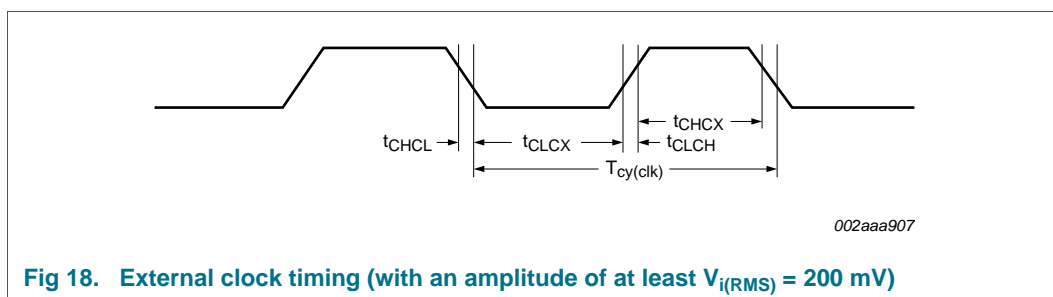 tCHCX
tCHCL tCLCX tCLCH
Tcy(clk)
002aaa907
Fig 18. External clock timing (with an amplitude of at least Vi(RMS) = 200 mV)